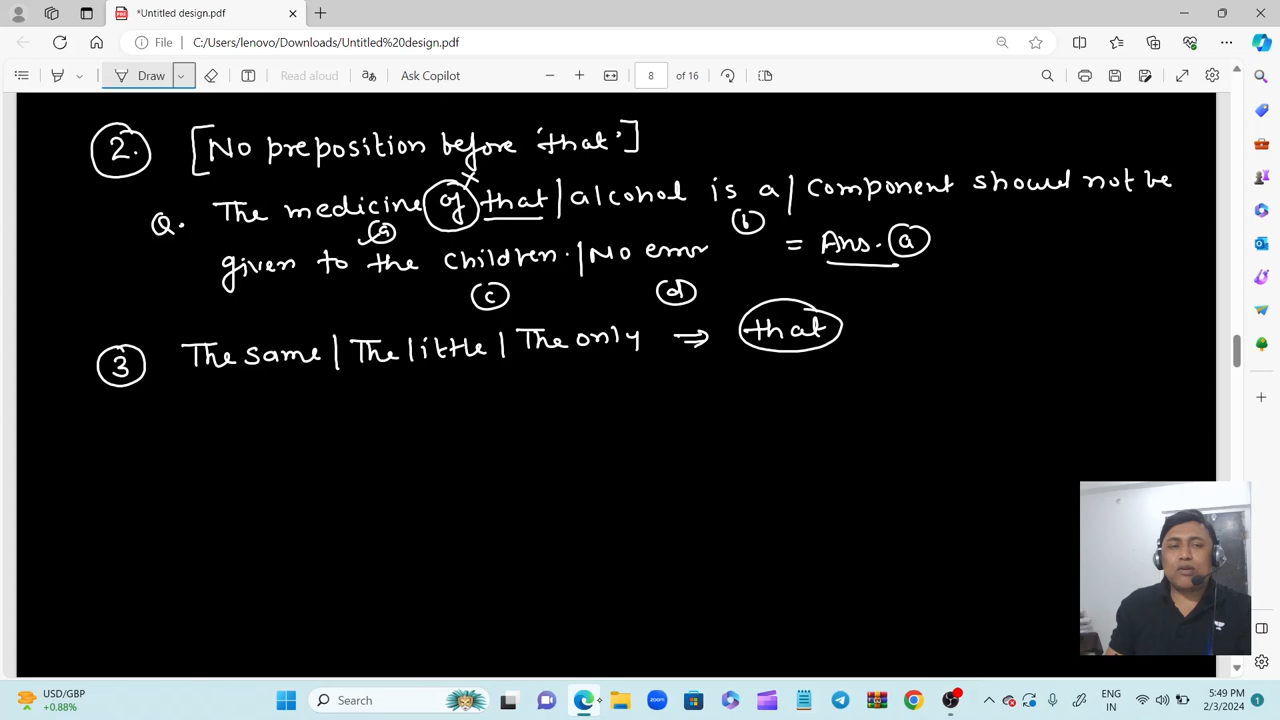 *Untitled design.pdf
File
C:/Users/lenovo/Downloads/Untitled%20design.pdf
Draw
Read aloud
Ask Copilot
8 of 16
2. [No preposition before 'that']
Q. The medicine of that | alcohol is a | component should not be
(a) (b)
given to the children. | No error = Ans. (a)
(c) (d)
3 The same | The little | The only ⇒ that
USD/GBP
+0.88%
Search
ENG
IN
5:49 PM
2/3/2024